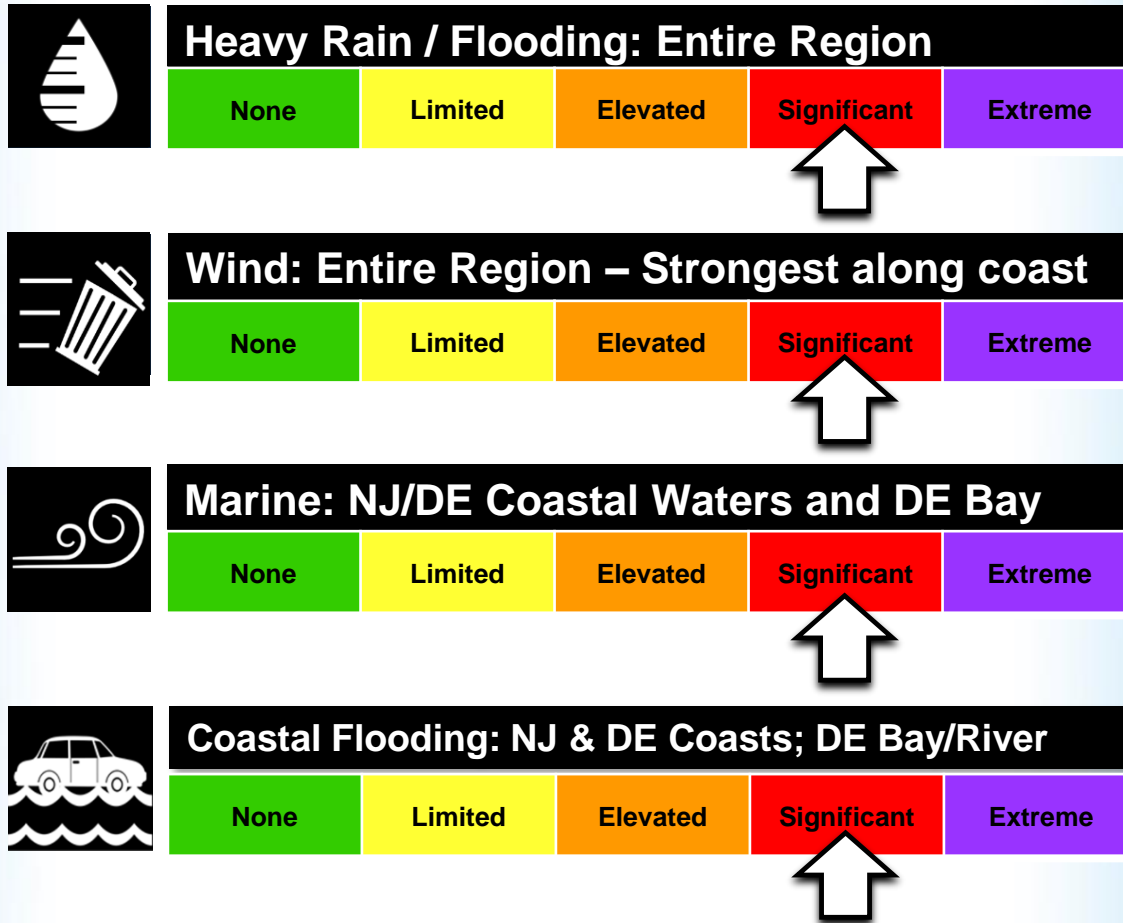 Heavy Rain / Flooding: Entire Region
None Limited Elevated Significant Extreme
Wind: Entire Region – Strongest along coast
None Limited Elevated Significant Extreme
Marine: NJ/DE Coastal Waters and DE Bay
None Limited Elevated Significant Extreme
Coastal Flooding: NJ & DE Coasts; DE Bay/River
None Limited Elevated Significant Extreme